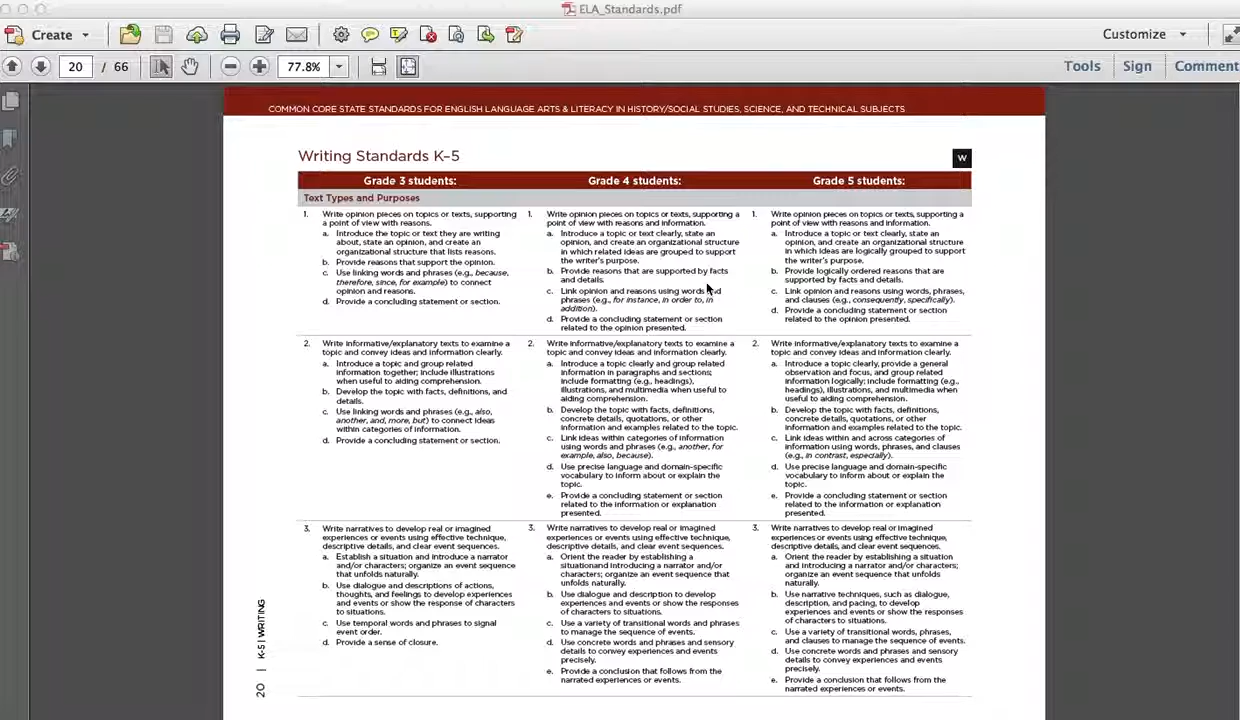 ELA_Standards.pdf
Create
Customize
20 / 66
77.8%
Tools
Sign
Comment
COMMON CORE STATE STANDARDS FOR ENGLISH LANGUAGE ARTS & LITERACY IN HISTORY/SOCIAL STUDIES, SCIENCE, AND TECHNICAL SUBJECTS
Writing Standards K–5
W
Grade 3 students:
Grade 4 students:
Grade 5 students:
Text Types and Purposes
1. Write opinion pieces on topics or texts, supporting
a point of view with reasons.
a. Introduce the topic or text they are writing
about, state an opinion, and create an
organizational structure that lists reasons.
b. Provide reasons that support the opinion.
c. Use linking words and phrases (e.g., because,
therefore, since, for example) to connect
opinion and reasons.
d. Provide a concluding statement or section.
1. Write opinion pieces on topics or texts, supporting a
point of view with reasons and information.
a. Introduce a topic or text clearly, state an
opinion, and create an organizational structure
in which related ideas are grouped to support
the writer's purpose.
b. Provide reasons that are supported by facts
and details.
c. Link opinion and reasons using words and
phrases (e.g., for instance, in order to, in
addition).
d. Provide a concluding statement or section
related to the opinion presented.
1. Write opinion pieces on topics or texts, supporting a
point of view with reasons and information.
a. Introduce a topic or text clearly, state an
opinion, and create an organizational structure
in which ideas are logically grouped to support
the writer's purpose.
b. Provide logically ordered reasons that are
supported by facts and details.
c. Link opinion and reasons using words, phrases,
and clauses (e.g., consequently, specifically).
d. Provide a concluding statement or section
related to the opinion presented.
2. Write informative/explanatory texts to examine a
topic and convey ideas and information clearly.
a. Introduce a topic and group related
information together; include illustrations
when useful to aiding comprehension.
b. Develop the topic with facts, definitions, and
details.
c. Use linking words and phrases (e.g., also,
another, and, more, but) to connect ideas
within categories of information.
d. Provide a concluding statement or section.
2. Write informative/explanatory texts to examine a
topic and convey ideas and information clearly.
a. Introduce a topic clearly and group related
information in paragraphs and sections;
include formatting (e.g., headings),
illustrations, and multimedia when useful to
aiding comprehension.
b. Develop the topic with facts, definitions,
concrete details, quotations, or other
information and examples related to the topic.
c. Link ideas within categories of information
using words and phrases (e.g., another, for
example, also, because).
d. Use precise language and domain-specific
vocabulary to inform about or explain the
topic.
e. Provide a concluding statement or section
related to the information or explanation
presented.
2. Write informative/explanatory texts to examine a
topic and convey ideas and information clearly.
a. Introduce a topic clearly, provide a general
observation and focus, and group related
information logically; include formatting (e.g.,
headings), illustrations, and multimedia when
useful to aiding comprehension.
b. Develop the topic with facts, definitions,
concrete details, quotations, or other
information and examples related to the topic.
c. Link ideas within and across categories of
information using words, phrases, and clauses
(e.g., in contrast, especially).
d. Use precise language and domain-specific
vocabulary to inform about or explain the
topic.
e. Provide a concluding statement or section
related to the information or explanation
presented.
3. Write narratives to develop real or imagined
experiences or events using effective technique,
descriptive details, and clear event sequences.
a. Establish a situation and introduce a narrator
and/or characters; organize an event sequence
that unfolds naturally.
b. Use dialogue and descriptions of actions,
thoughts, and feelings to develop experiences
and events or show the response of characters
to situations.
c. Use temporal words and phrases to signal
event order.
d. Provide a sense of closure.
3. Write narratives to develop real or imagined
experiences or events using effective technique,
descriptive details, and clear event sequences.
a. Orient the reader by establishing a
situationand introducing a narrator and/or
characters; organize an event sequence that
unfolds naturally.
b. Use dialogue and description to develop
experiences and events or show the responses
of characters to situations.
c. Use a variety of transitional words and phrases
to manage the sequence of events.
d. Use concrete words and phrases and sensory
details to convey experiences and events
precisely.
e. Provide a conclusion that follows from the
narrated experiences or events.
3. Write narratives to develop real or imagined
experiences or events using effective technique,
descriptive details, and clear event sequences.
a. Orient the reader by establishing a situation
and introducing a narrator and/or characters;
organize an event sequence that unfolds
naturally.
b. Use narrative techniques, such as dialogue,
description, and pacing, to develop
experiences and events or show the responses
of characters to situations.
c. Use a variety of transitional words, phrases,
and clauses to manage the sequence of events.
d. Use concrete words and phrases and sensory
details to convey experiences and events
precisely.
e. Provide a conclusion that follows from the
narrated experiences or events.
20 | K-5 | WRITING